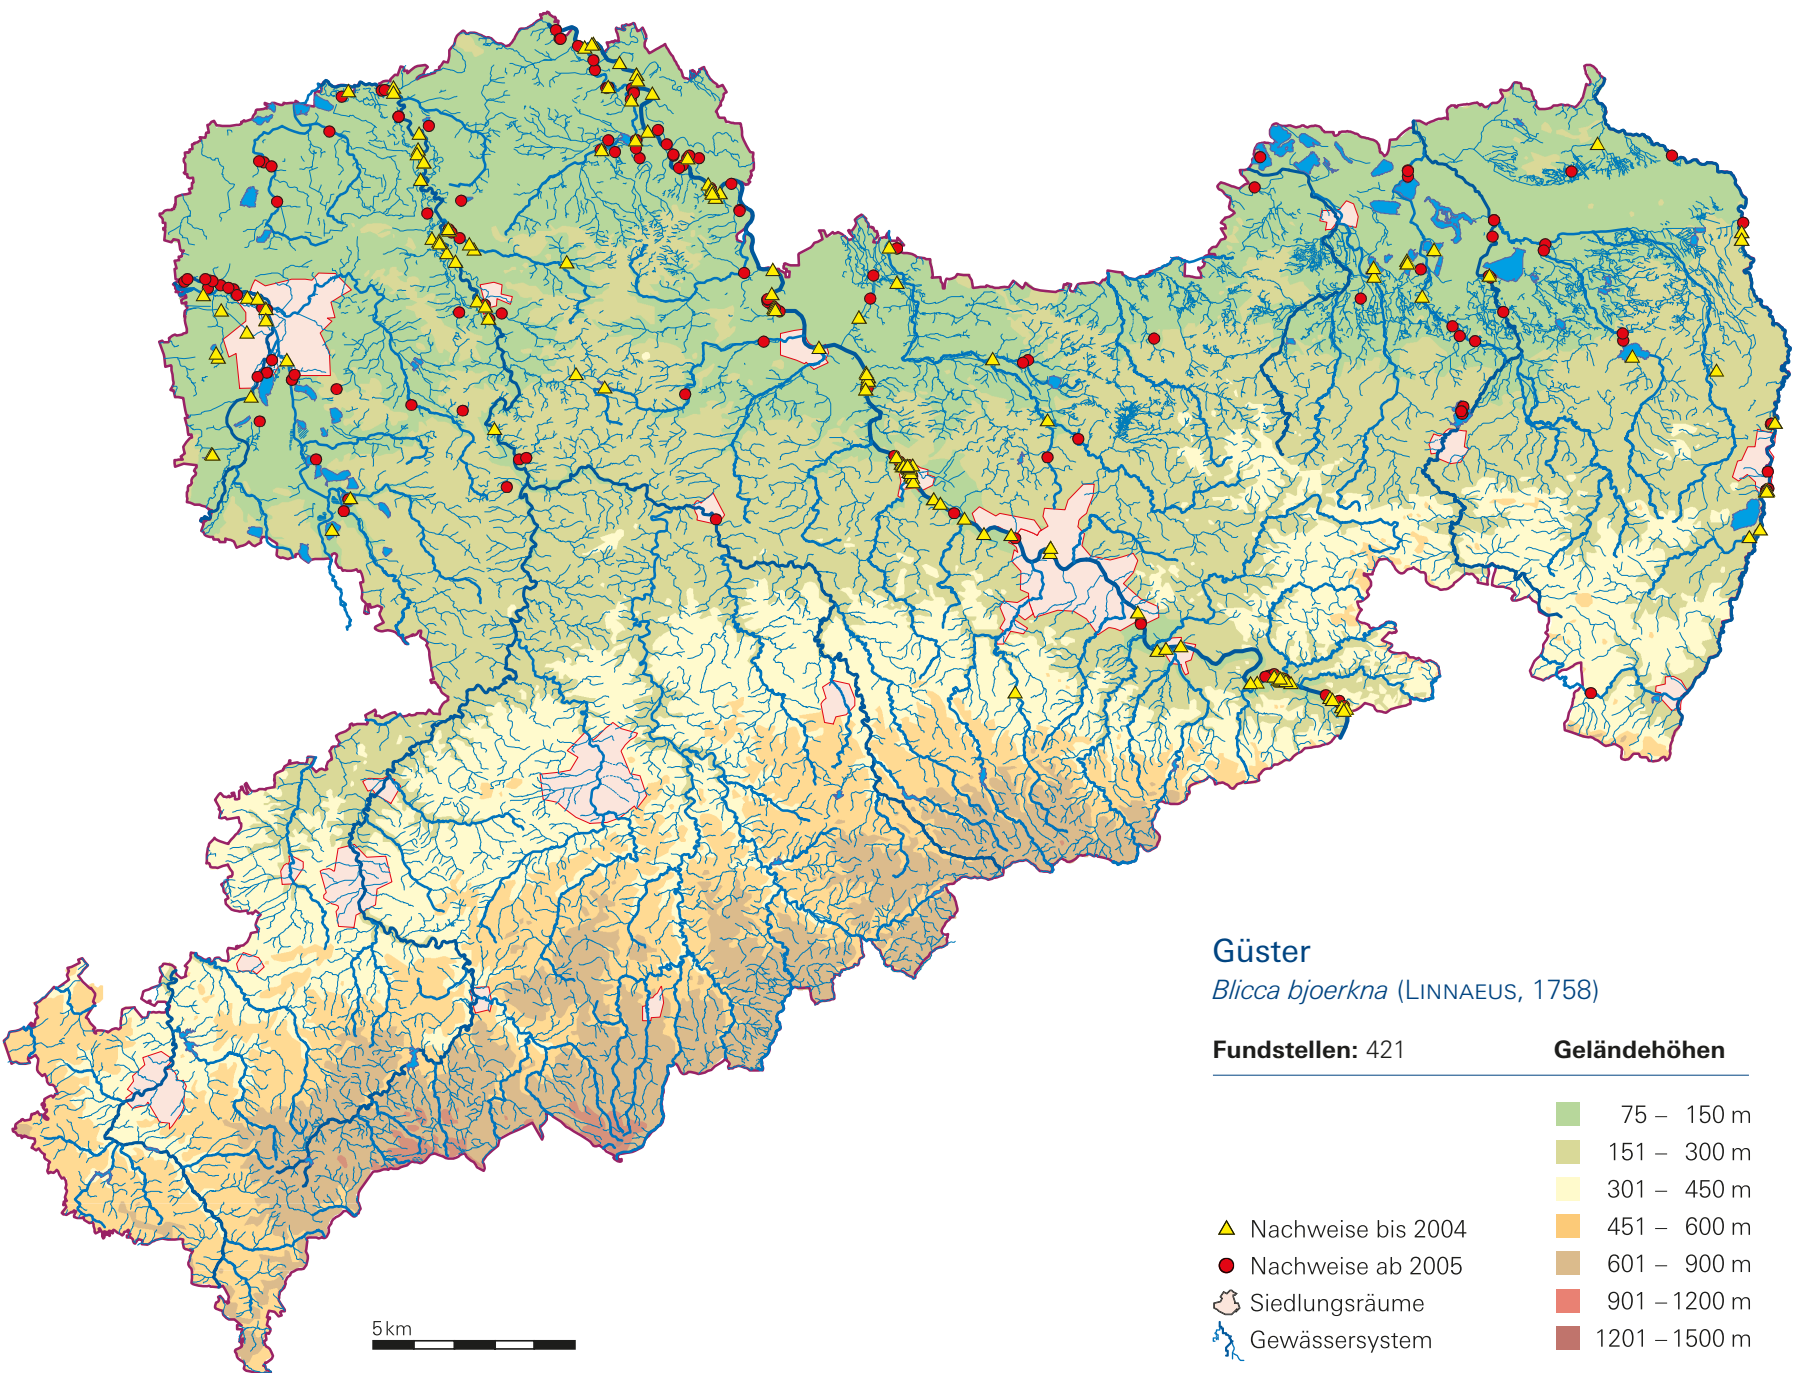 Güster
Blicca bjoerkna (LINNAEUS, 1758)
Fundstellen: 421
Geländehöhen
75 – 150 m
151 – 300 m
301 – 450 m
451 – 600 m
601 – 900 m
901 – 1200 m
1201 – 1500 m
Nachweise bis 2004
Nachweise ab 2005
Siedlungsräume
Gewässersystem
5 km